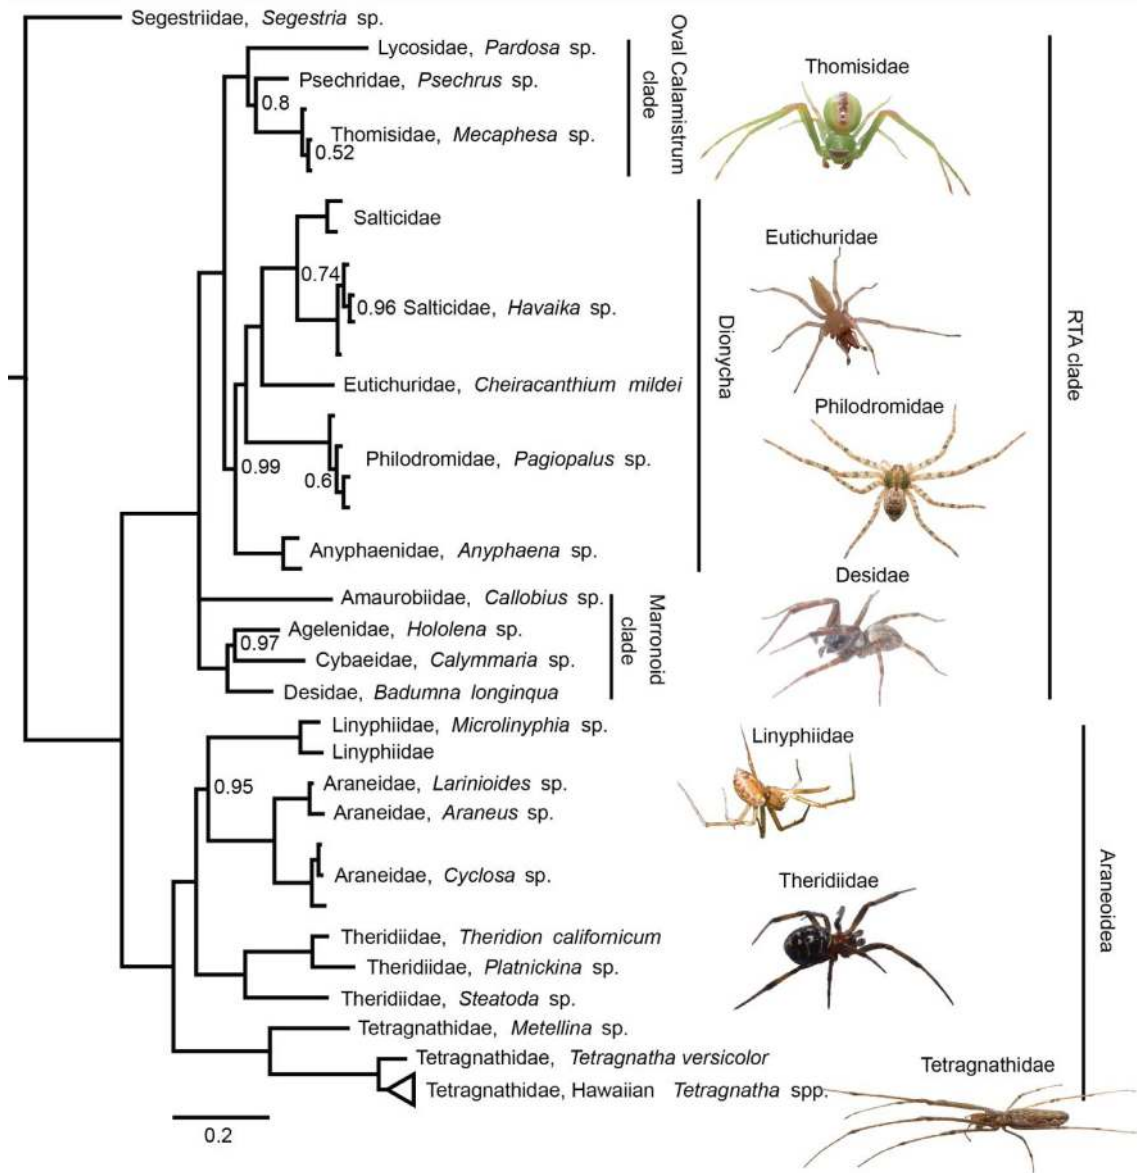 Segestriidae, Segestria sp.
Lycosidae, Pardosa sp.
Psechridae, Psechrus sp.
0.8
Thomisidae, Mecaphesa sp.
0.52
Oval Calamistrum
clade
Thomisidae
Salticidae
0.74
0.96 Salticidae, Havaika sp.
Eutichuridae
Eutichuridae, Cheiracanthium mildei
Dionycha
RTA clade
Philodromidae
0.99
0.6
Philodromidae, Pagiopalus sp.
Anyphaenidae, Anyphaena sp.
Desidae
Amaurobiidae, Callobius sp.
Agelenidae, Hololena sp.
0.97
Cybaeidae, Calymmaria sp.
Desidae, Badumna longinqua
Marronoid
clade
Linyphiidae, Microlinyphia sp.
Linyphiidae
Linyphiidae
0.95
Araneidae, Larinioides sp.
Araneidae, Araneus sp.
Araneidae, Cyclosa sp.
Theridiidae
Araneoidea
Theridiidae, Theridion californicum
Theridiidae, Platnickina sp.
Theridiidae, Steatoda sp.
Tetragnathidae, Metellina sp.
Tetragnathidae, Tetragnatha versicolor
Tetragnathidae
Tetragnathidae, Hawaiian Tetragnatha spp.
0.2